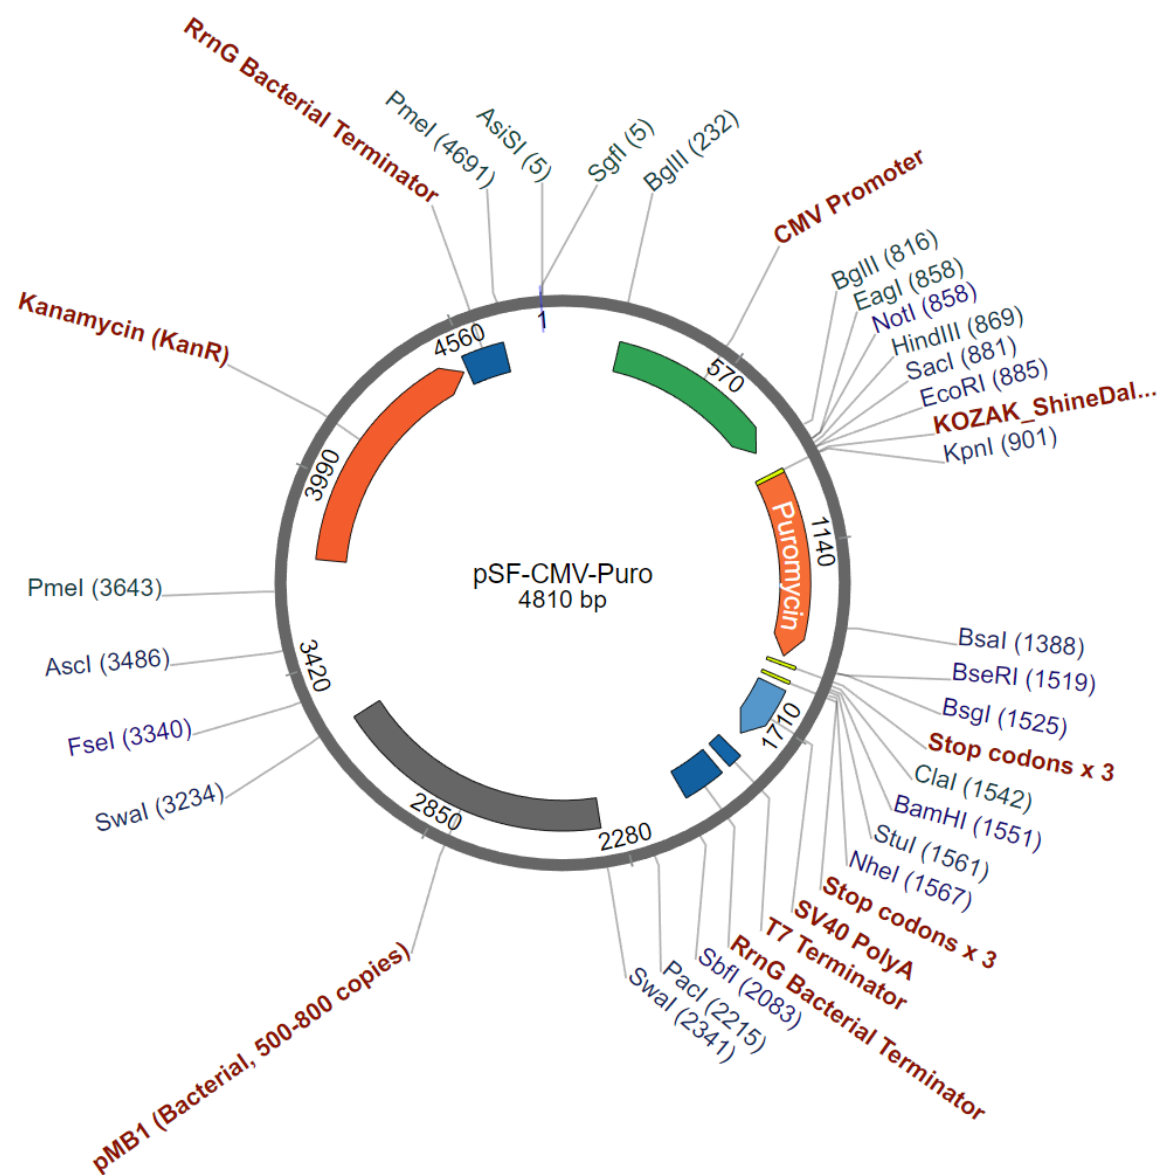 RrnG Bacterial Terminator
PmeI (4691)
AsiSI (5)
SgfI (5)
BglII (232)
CMV Promoter
BglII (816)
EagI (858)
NotI (858)
HindIII (869)
SacI (881)
EcoRI (885)
KOZAK_ShineDal...
KpnI (901)
Kanamycin (KanR)
4560
1
570
3990
Puromycin
1140
pSF-CMV-Puro
4810 bp
PmeI (3643)
AscI (3486)
FseI (3340)
SwaI (3234)
3420
2850
2280
1710
BsaI (1388)
BseRI (1519)
BsgI (1525)
Stop codons x 3
ClaI (1542)
BamHI (1551)
StuI (1561)
NheI (1567)
Stop codons x 3
SV40 PolyA
T7 Terminator
RrnG Bacterial Terminator
SbfI (2083)
PacI (2215)
SwaI (2341)
pMB1 (Bacterial, 500-800 copies)